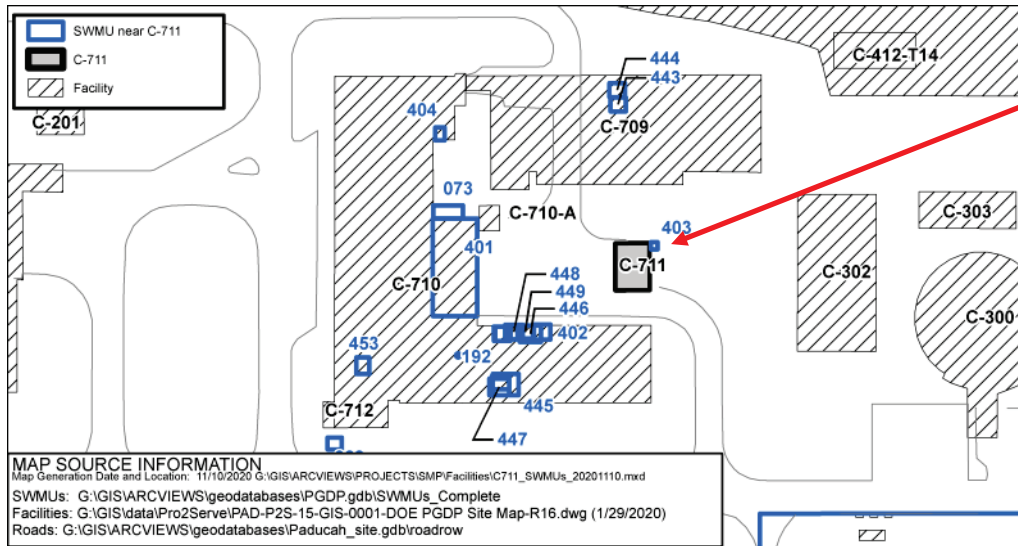 SWMU near C-711
C-711
Facility
C-412-T14
444
443
C-201
404
C-709
073
C-710-A
C-303
403
401
C-711
C-710
448
C-302
449
446
C-300
402
453
192
445
C-712
447
MAP SOURCE INFORMATION
Map Generation Date and Location: 11/10/2020 G:\GIS\ARCVIEWS\PROJECTS\SMP\Facilities\C711_SWMUs_20201110.mxd
SWMUs: G:\GIS\ARCVIEWS\geodatabases\PGDP.gdb\SWMUs_Complete
Facilities: G:\GIS\data\Pro2Serve\PAD-P2S-15-GIS-0001-DOE PGDP Site Map-R16.dwg (1/29/2020)
Roads: G:\GIS\ARCVIEWS\geodatabases\Paducah_site.gdb\roadrow